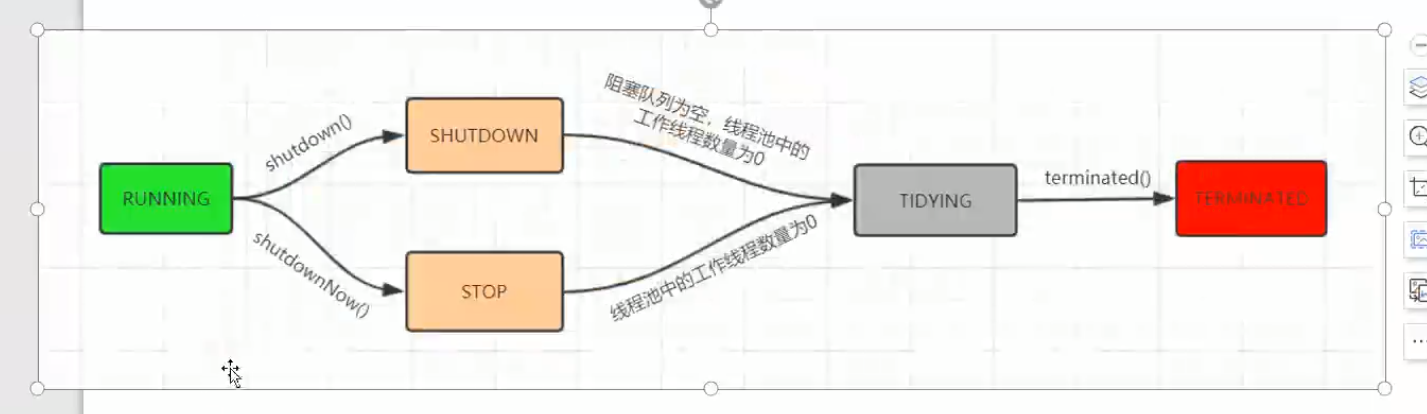 RUNNING
shutdown()
shutdownNow()
SHUTDOWN
STOP
阻塞队列为空，线程池中的
工作线程数量为0
线程池中的工作线程数量为0
TIDYING
terminated()
TERMINATED